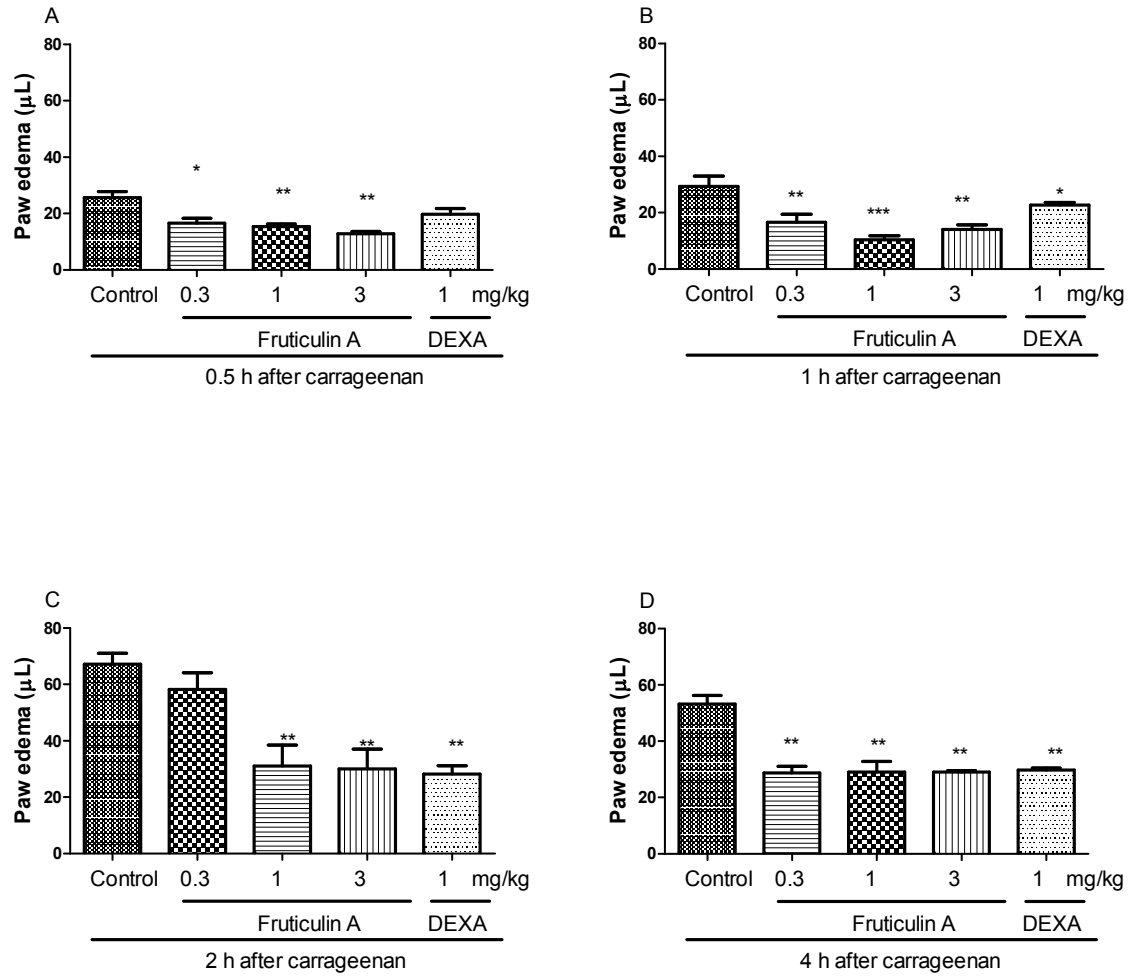 A
Paw edema (μL)
80
60
40
20
0
*
**
**
Control 0.3 1 3 1 mg/kg
Fruticulin A DEXA
0.5 h after carrageenan
B
Paw edema (μL)
80
60
40
20
0
**
***
**
*
Control 0.3 1 3 1 mg/kg
Fruticulin A DEXA
1 h after carrageenan
C
Paw edema (μL)
80
60
40
20
0
**
**
**
Control 0.3 1 3 1 mg/kg
Fruticulin A DEXA
2 h after carrageenan
D
Paw edema (μL)
80
60
40
20
0
**
**
**
**
Control 0.3 1 3 1 mg/kg
Fruticulin A DEXA
4 h after carrageenan